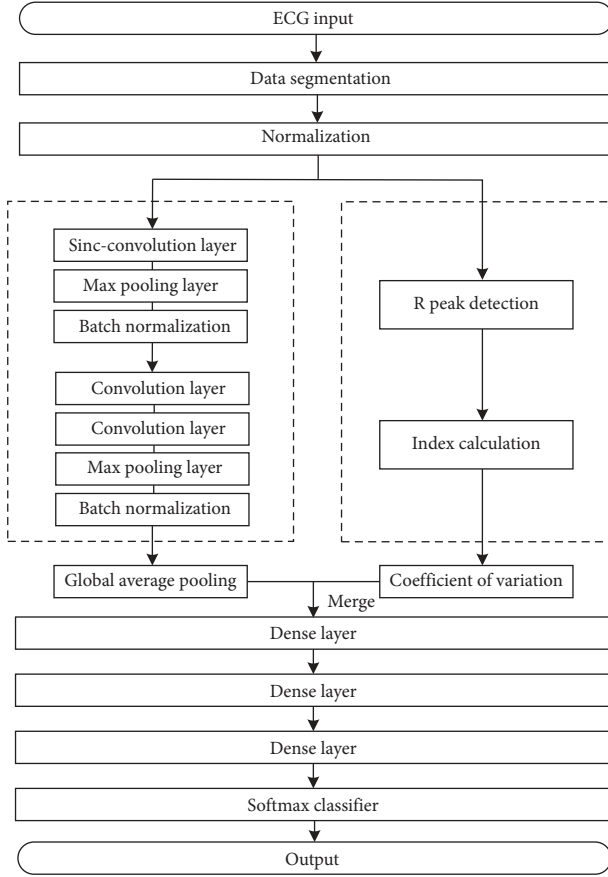 ECG input
Data segmentation
Normalization
Sinc-convolution layer
Max pooling layer
Batch normalization
Convolution layer
Convolution layer
Max pooling layer
Batch normalization
Global average pooling
R peak detection
Index calculation
Coefficient of variation
Merge
Dense layer
Dense layer
Dense layer
Softmax classifier
Output